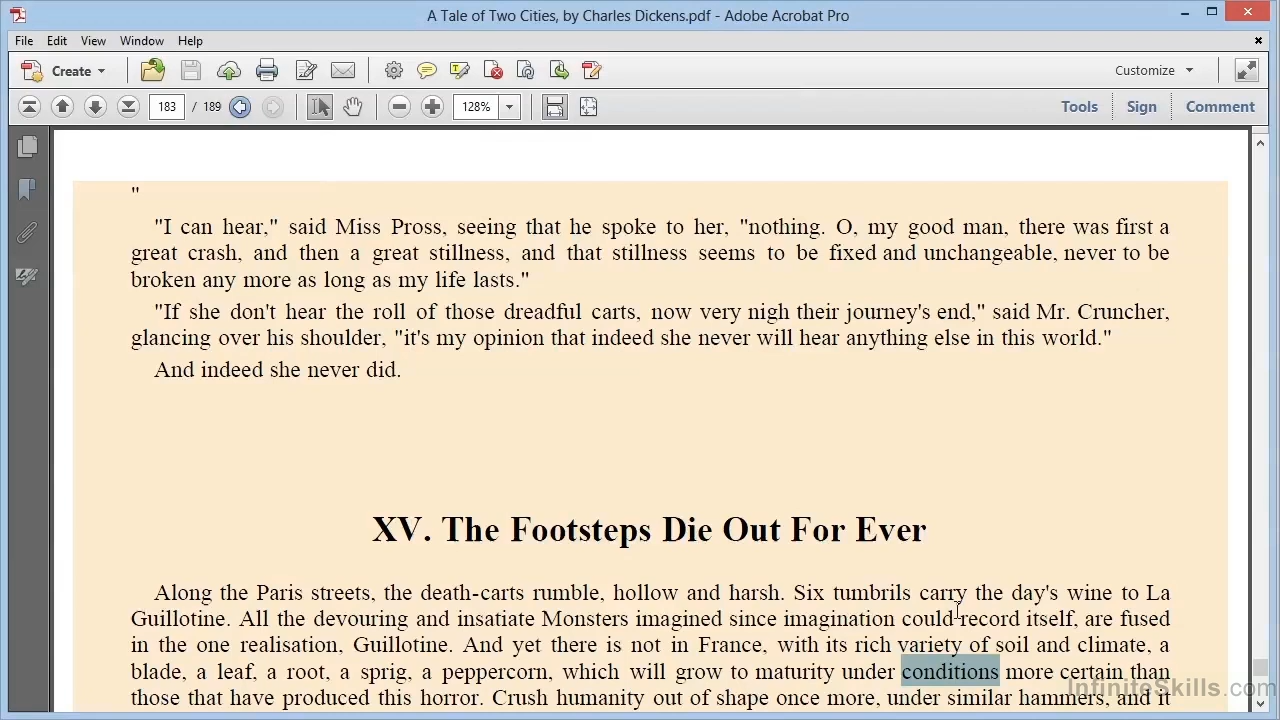 A Tale of Two Cities, by Charles Dickens.pdf - Adobe Acrobat Pro
File Edit View Window Help
Create Customize
183 / 189 128% Tools Sign Comment
"
"I can hear," said Miss Pross, seeing that he spoke to her, "nothing. O, my good man, there was first a
great crash, and then a great stillness, and that stillness seems to be fixed and unchangeable, never to be
broken any more as long as my life lasts."
"If she don't hear the roll of those dreadful carts, now very nigh their journey's end," said Mr. Cruncher,
glancing over his shoulder, "it's my opinion that indeed she never will hear anything else in this world."
And indeed she never did.
XV. The Footsteps Die Out For Ever
Along the Paris streets, the death-carts rumble, hollow and harsh. Six tumbrils carry the day's wine to La
Guillotine. All the devouring and insatiate Monsters imagined since imagination could record itself, are fused
in the one realisation, Guillotine. And yet there is not in France, with its rich variety of soil and climate, a
blade, a leaf, a root, a sprig, a peppercorn, which will grow to maturity under conditions more certain than
those that have produced this horror. Crush humanity out of shape once more, under similar hammers, and it
InfiniteSkills.com